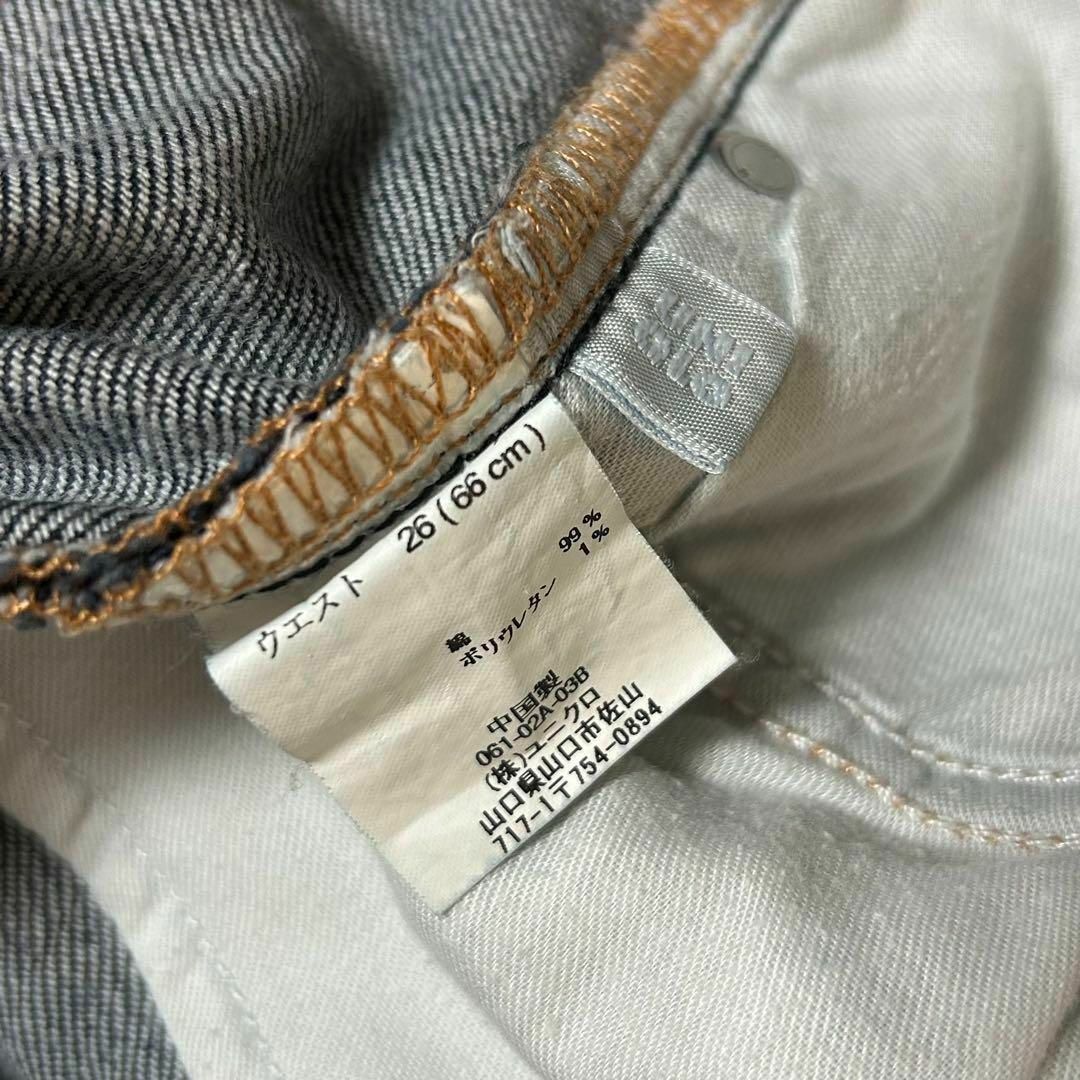 UNI
QLO
ウエスト 26 ( 66 cm )
綿 99 %
ポリウレタン 1 %
中国製
061-02A-03B
(株)ユニクロ
山口県山口市佐山
717-1〒754-0894